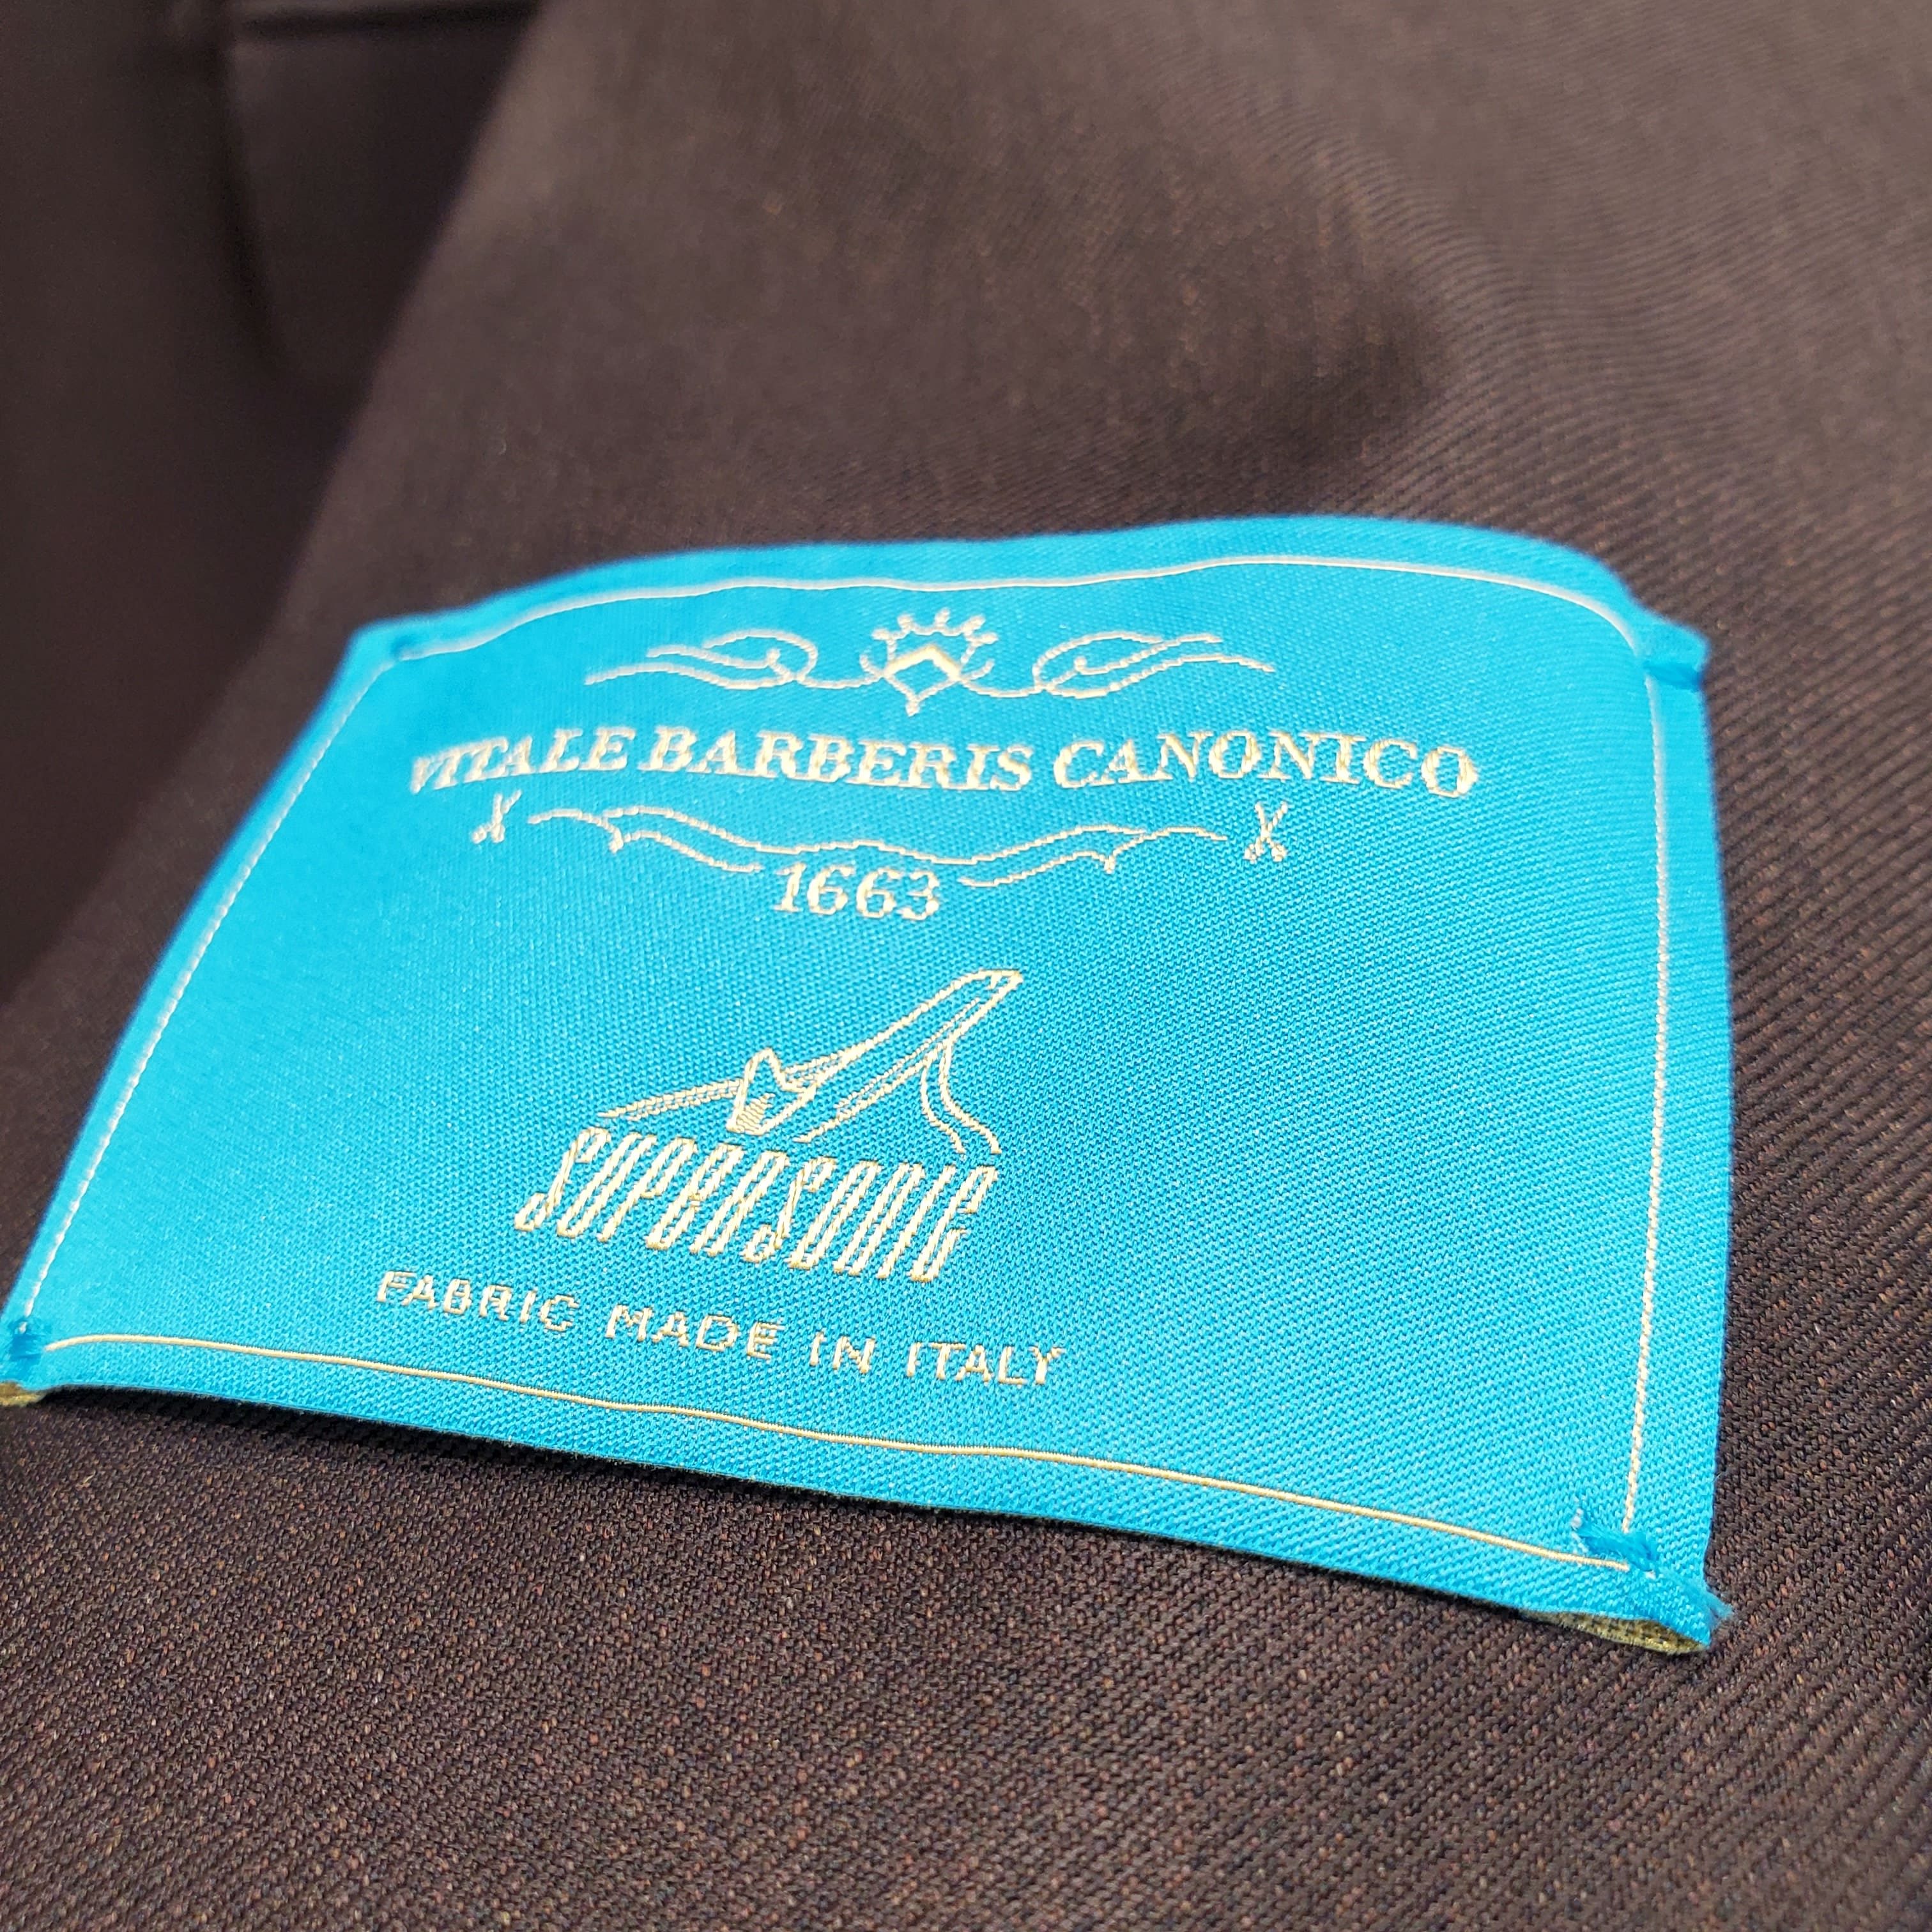 VITALE BARBERIS CANONICO
1663
SUPERSONIC
FABRIC MADE IN ITALY